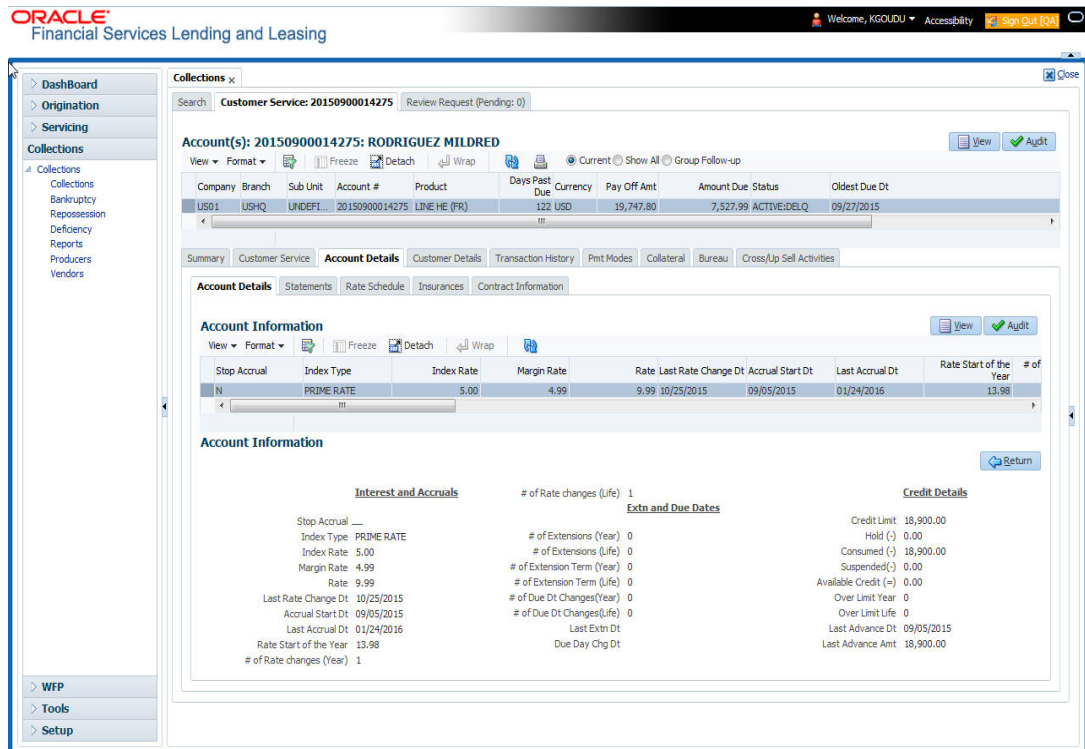 ORACLE
Financial Services Lending and Leasing
Welcome, KGOUDU Accessibility Sign Out [QA]
Close
DashBoard
Origination
Servicing
Collections
Collections
Collections
Bankruptcy
Repossession
Deficiency
Reports
Producers
Vendors
WFP
Tools
Setup
Collections x
Search Customer Service: 20150900014275 Review Request (Pending: 0)
Account(s): 20150900014275: RODRIGUEZ MILDRED
View Audit
View Format Freeze Detach Wrap Current Show All Group Follow-up
Company Branch Sub Unit Account # Product Days Past Due Currency Pay Off Amt Amount Due Status Oldest Due Dt
US01 USHQ UNDEFI... 20150900014275 LINE HE (FR) 122 USD 19,747.80 7,527.99 ACTIVE:DELQ 09/27/2015
Summary Customer Service Account Details Customer Details Transaction History Pmt Modes Collateral Bureau Cross/Up Sell Activities
Account Details Statements Rate Schedule Insurances Contract Information
Account Information
View Audit
View Format Freeze Detach Wrap
Stop Accrual Index Type Index Rate Margin Rate Rate Last Rate Change Dt Accrual Start Dt Last Accrual Dt Rate Start of the Year # of
N PRIME RATE 5.00 4.99 9.99 10/25/2015 09/05/2015 01/24/2016 13.98
Account Information
Return
Interest and Accruals
Stop Accrual
Index Type PRIME RATE
Index Rate 5.00
Margin Rate 4.99
Rate 9.99
Last Rate Change Dt 10/25/2015
Accrual Start Dt 09/05/2015
Last Accrual Dt 01/24/2016
Rate Start of the Year 13.98
# of Rate changes (Year) 1
# of Rate changes (Life) 1
Extn and Due Dates
# of Extensions (Year) 0
# of Extensions (Life) 0
# of Extension Term (Year) 0
# of Extension Term (Life) 0
# of Due Dt Changes(Year) 0
# of Due Dt Changes(Life) 0
Last Extn Dt
Due Day Chg Dt
Credit Details
Credit Limit 18,900.00
Hold (-) 0.00
Consumed (-) 18,900.00
Suspended(-) 0.00
Available Credit (=) 0.00
Over Limit Year 0
Over Limit Life 0
Last Advance Dt 09/05/2015
Last Advance Amt 18,900.00